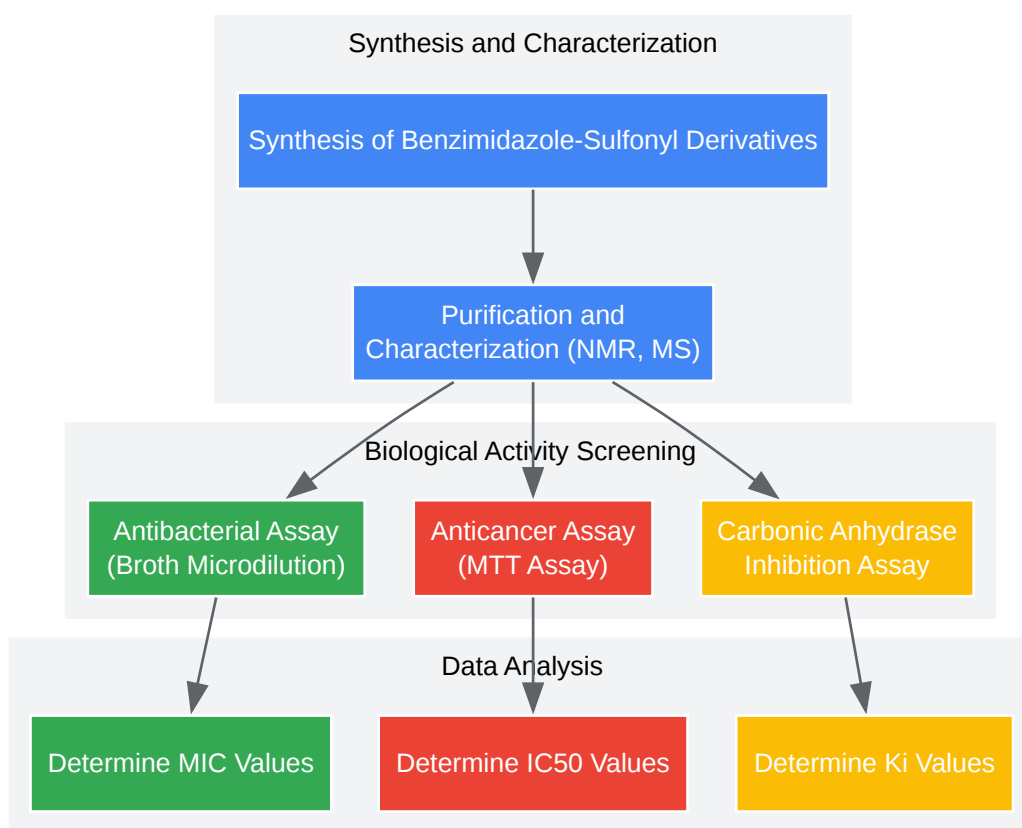 Synthesis and Characterization
Synthesis of Benzimidazole-Sulfonyl Derivatives
Purification and
Characterization (NMR, MS)
Biological Activity Screening
Antibacterial Assay
(Broth Microdilution)
Anticancer Assay
(MTT Assay)
Carbonic Anhydrase
Inhibition Assay
Data Analysis
Determine MIC Values
Determine IC50 Values
Determine Ki Values